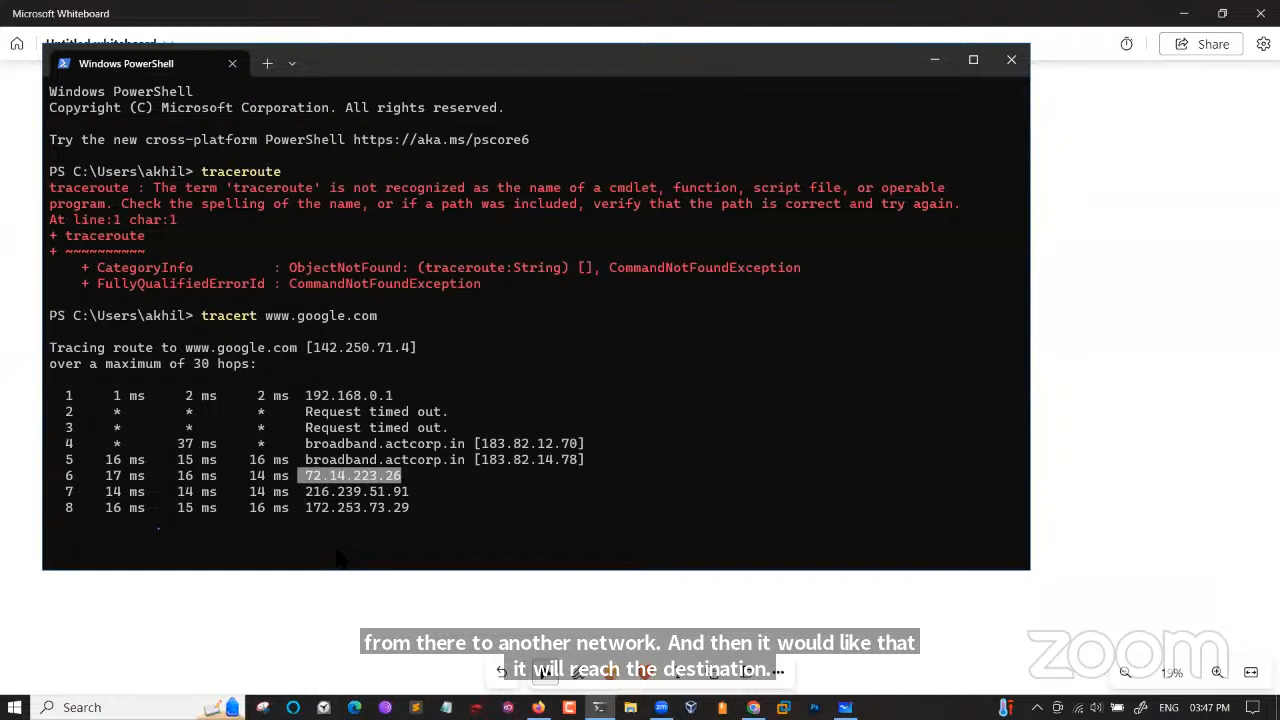 Microsoft Whiteboard
Untitled whiteboard
Share
Windows PowerShell
Windows PowerShell
Copyright (C) Microsoft Corporation. All rights reserved.
Try the new cross-platform PowerShell https://aka.ms/pscore6
PS C:\Users\akhil> traceroute
traceroute : The term 'traceroute' is not recognized as the name of a cmdlet, function, script file, or operable
program. Check the spelling of the name, or if a path was included, verify that the path is correct and try again.
At line:1 char:1
+ traceroute
+ ~~~~~~~~~~
+ CategoryInfo : ObjectNotFound: (traceroute:String) [], CommandNotFoundException
+ FullyQualifiedErrorId : CommandNotFoundException
PS C:\Users\akhil> tracert www.google.com
Tracing route to www.google.com [142.250.71.4]
over a maximum of 30 hops:
1 1 ms 2 ms 2 ms 192.168.0.1
2 * * * Request timed out.
3 * * * Request timed out.
4 * 37 ms * broadband.actcorp.in [183.82.12.70]
5 16 ms 15 ms 16 ms broadband.actcorp.in [183.82.14.78]
6 17 ms 16 ms 14 ms 72.14.223.26
7 14 ms 14 ms 14 ms 216.239.51.91
8 16 ms 15 ms 16 ms 172.253.73.29
from there to another network. And then it would like that
it will reach the destination.
zoom
19%
Search
ENG 03:47 PM